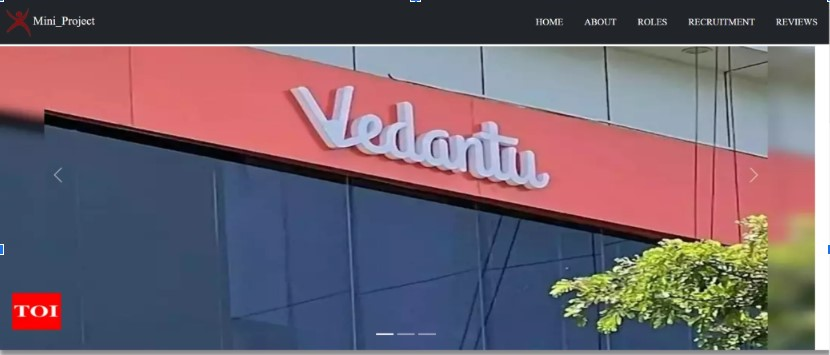 Mini_Project
HOME ABOUT ROLES RECRUITMENT REVIEWS
Vedantu
TOI